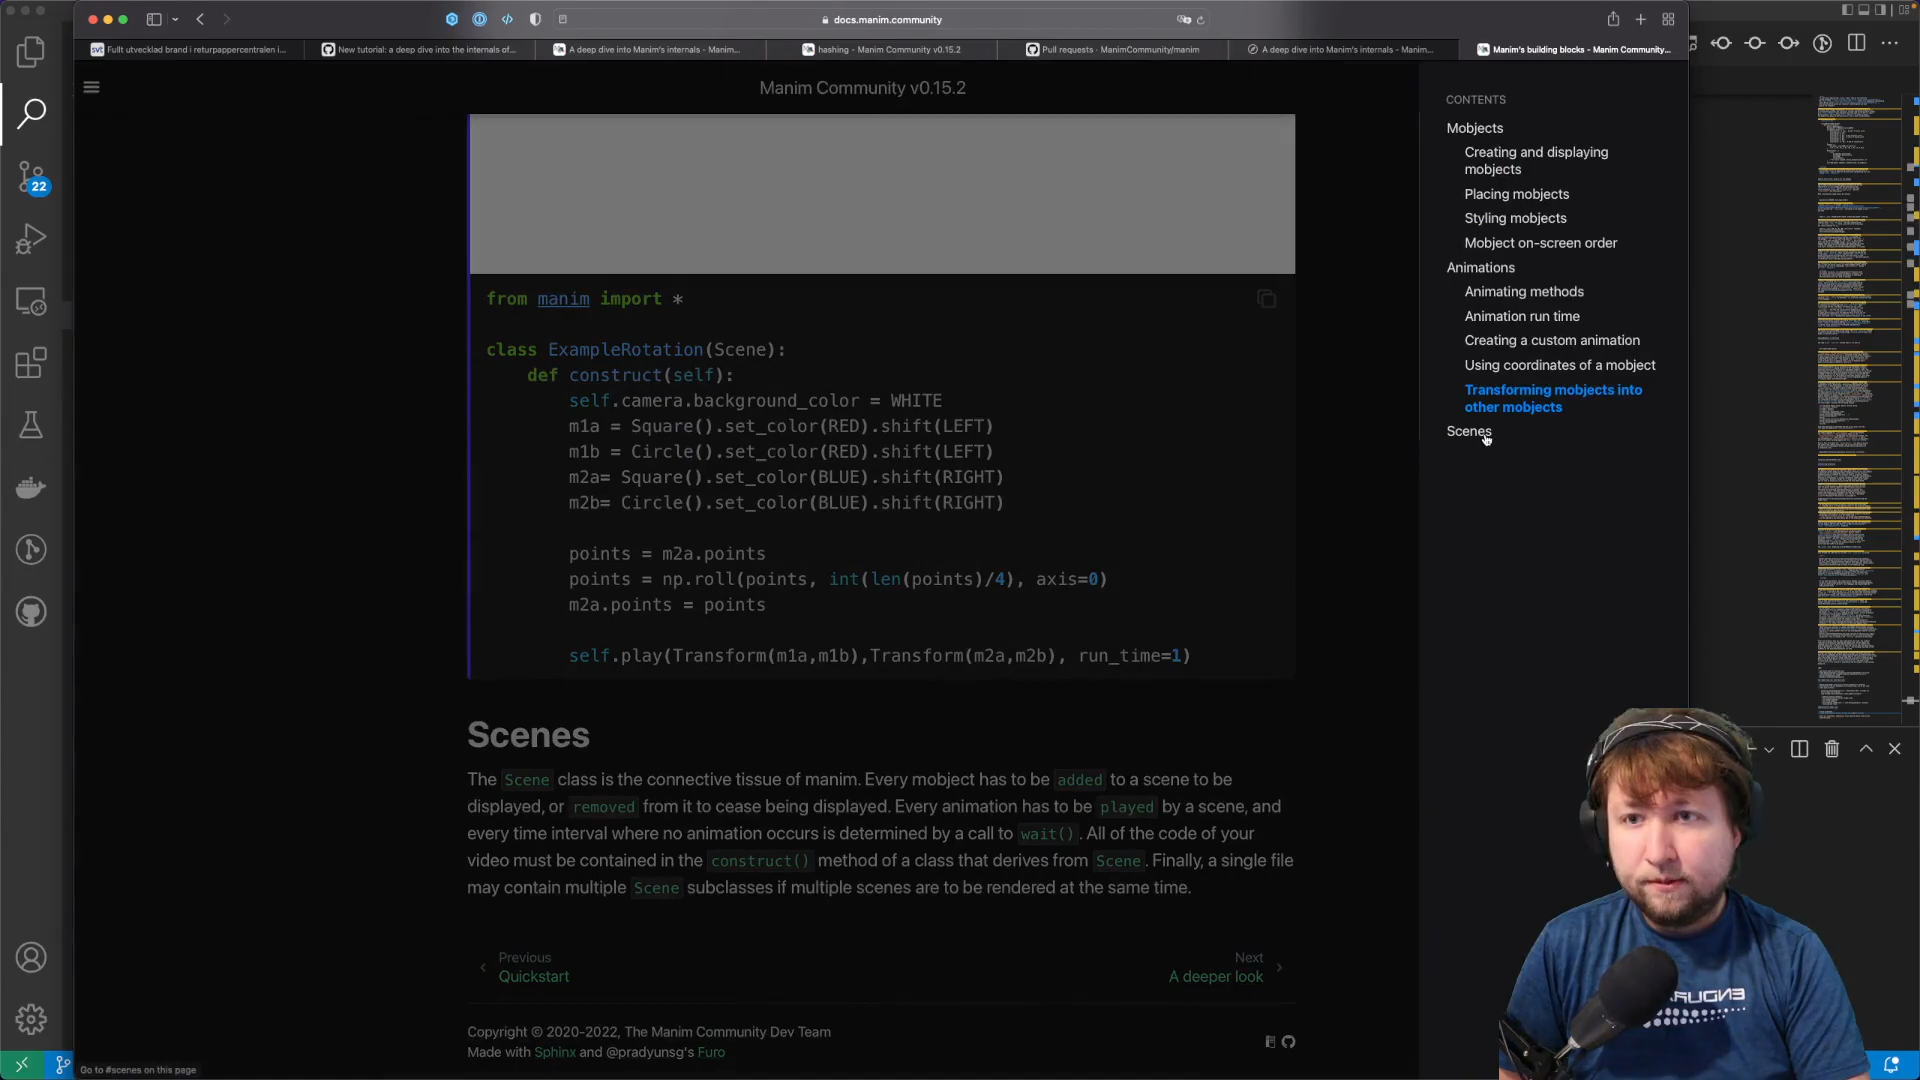 docs.manim.community
Fullt utvecklad brand i returpappercentralen i...
New tutorial: a deep dive into the internals of...
A deep dive into Manim's internals - Manim...
hashing - Manim Community v0.15.2
Pull requests · ManimCommunity/manim
A deep dive into Manim's internals - Manim...
Manim's building blocks - Manim Community...
Manim Community v0.15.2
CONTENTS
Mobjects
Creating and displaying
mobjects
Placing mobjects
Styling mobjects
Mobject on-screen order
Animations
Animating methods
Animation run time
Creating a custom animation
Using coordinates of a mobject
Transforming mobjects into
other mobjects
Scenes
22
from manim import *
class ExampleRotation(Scene):
def construct(self):
self.camera.background_color = WHITE
m1a = Square().set_color(RED).shift(LEFT)
m1b = Circle().set_color(RED).shift(LEFT)
m2a= Square().set_color(BLUE).shift(RIGHT)
m2b= Circle().set_color(BLUE).shift(RIGHT)
points = m2a.points
points = np.roll(points, int(len(points)/4), axis=0)
m2a.points = points
self.play(Transform(m1a,m1b),Transform(m2a,m2b), run_time=1)
Scenes
The Scene class is the connective tissue of manim. Every mobject has to be added to a scene to be
displayed, or removed from it to cease being displayed. Every animation has to be played by a scene, and
every time interval where no animation occurs is determined by a call to wait(). All of the code of your
video must be contained in the construct() method of a class that derives from Scene. Finally, a single file
may contain multiple Scene subclasses if multiple scenes are to be rendered at the same time.
Previous
Quickstart
Next
A deeper look
Copyright © 2020-2022, The Manim Community Dev Team
Made with Sphinx and @pradyunsg's Furo
Go to #scenes on this page